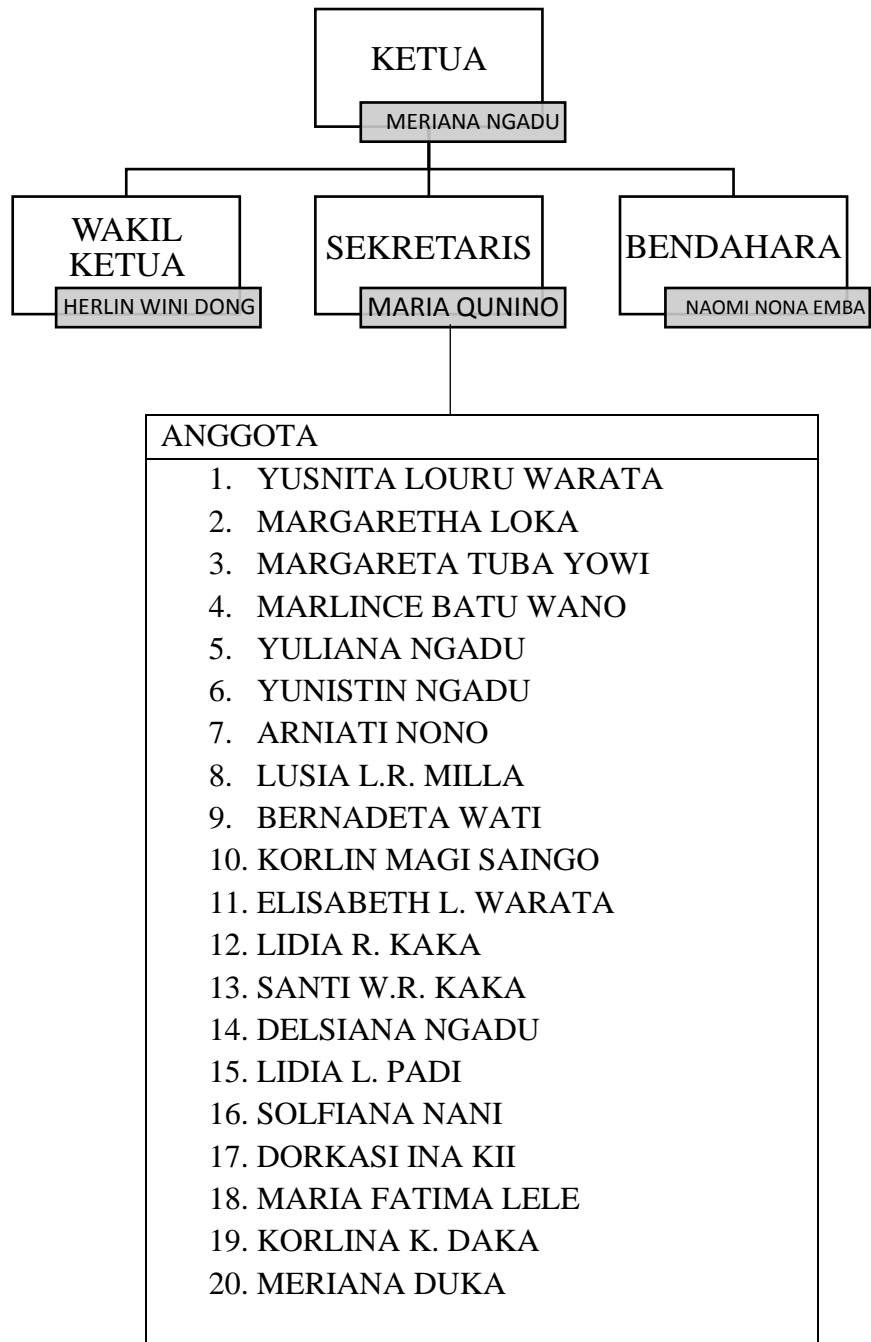 KETUA
MERIANA NGADU
WAKIL
KETUA
HERLIN WINI DONG
SEKRETARIS
MARIA QUNINO
BENDAHARA
NAOMI NONA EMBA
ANGGOTA
1. YUSNITA LOURU WARATA
2. MARGARETHA LOKA
3. MARGARETA TUBA YOWI
4. MARLINCE BATU WANO
5. YULIANA NGADU
6. YUNISTIN NGADU
7. ARNIATI NONO
8. LUSIA L.R. MILLA
9. BERNADETA WATI
10. KORLIN MAGI SAINGO
11. ELISABETH L. WARATA
12. LIDIA R. KAKA
13. SANTI W.R. KAKA
14. DELSIANA NGADU
15. LIDIA L. PADI
16. SOLFIANA NANI
17. DORKASI INA KII
18. MARIA FATIMA LELE
19. KORLINA K. DAKA
20. MERIANA DUKA